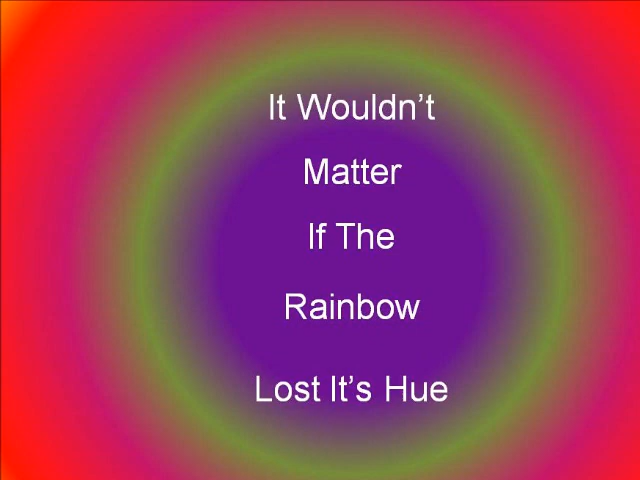 It Wouldn’t
Matter
If The
Rainbow
Lost It’s Hue